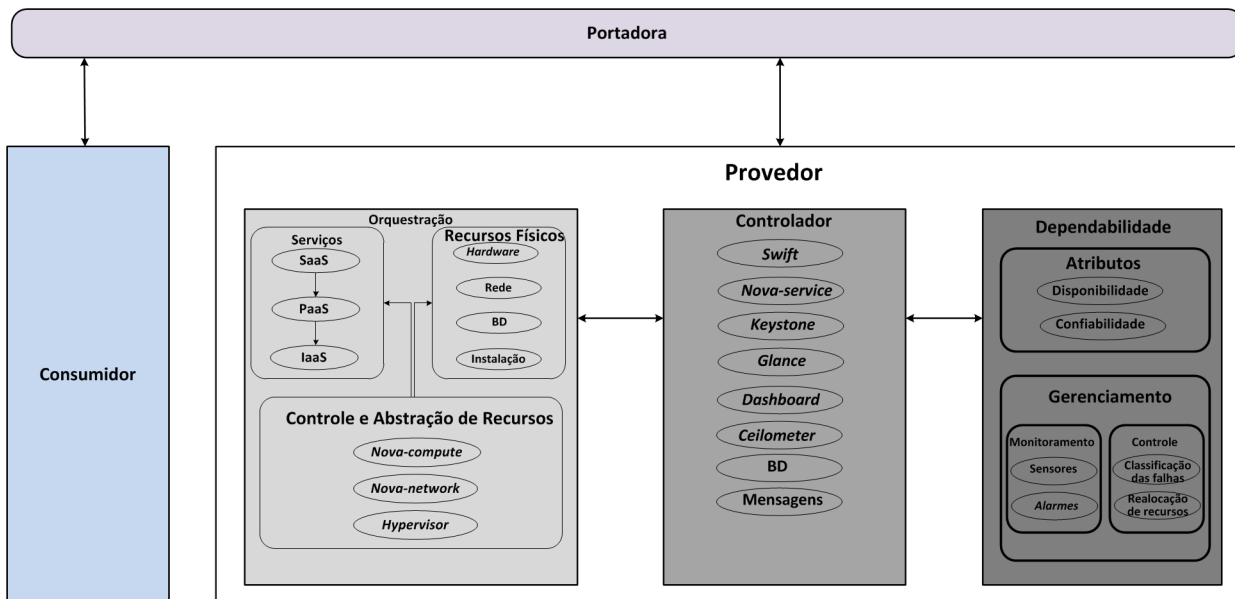 Portadora
Consumidor
Provedor
Orquestração
Serviços
SaaS
PaaS
IaaS
Recursos Físicos
Hardware
Rede
BD
Instalação
Controle e Abstração de Recursos
Nova-compute
Nova-network
Hypervisor
Controlador
Swift
Nova-service
Keystone
Glance
Dashboard
Ceilometer
BD
Mensagens
Dependabilidade
Atributos
Disponibilidade
Confiabilidade
Gerenciamento
Monitoramento
Sensores
Alarmes
Controle
Classificação
das falhas
Realocação
de recursos